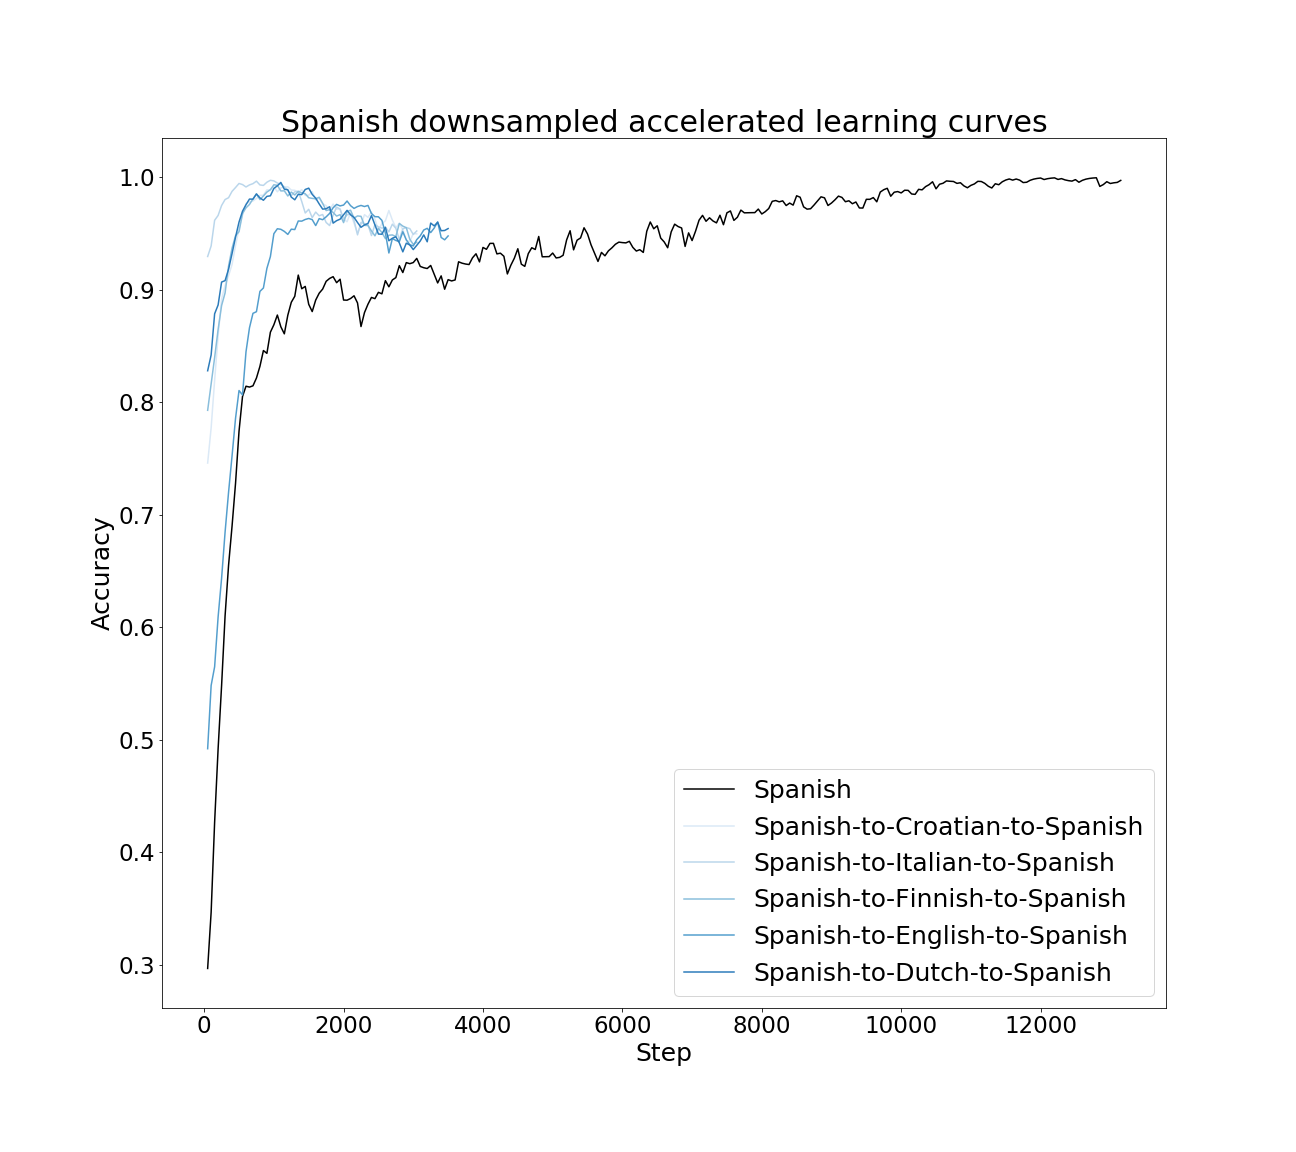 Spanish downsampled accelerated learning curves
1.0
0.9
0.8
0.7
0.6
0.5
0.4
0.3
Accuracy
Spanish
Spanish-to-Croatian-to-Spanish
Spanish-to-Italian-to-Spanish
Spanish-to-Finnish-to-Spanish
Spanish-to-English-to-Spanish
Spanish-to-Dutch-to-Spanish
0 2000 4000 6000 8000 10000 12000
Step